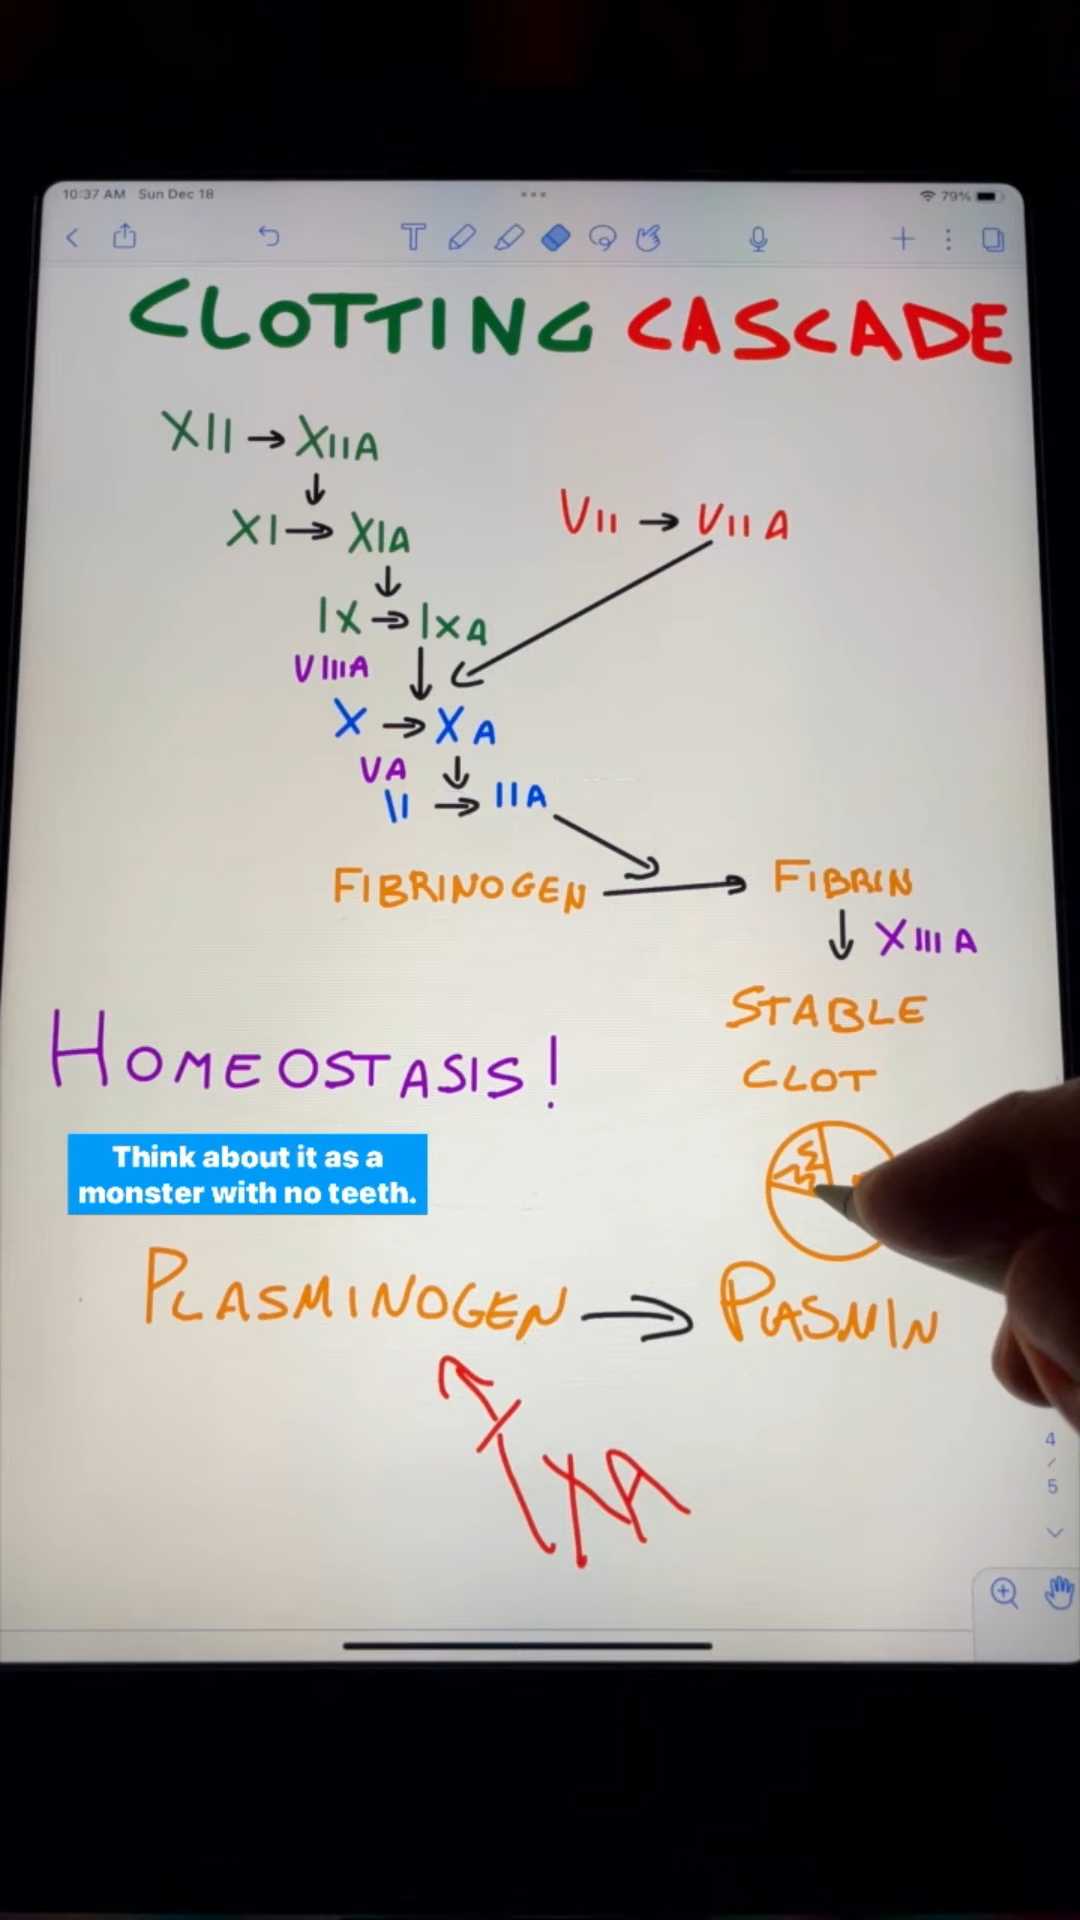 10:37 AM Sun Dec 18
79%
CLOTTING CASCADE
XII → XIIA
↓
XI → XIA
VII → VIIA
↓
IX → IXA
VIIIA ↓
X → XA
VA ↓
II → IIA
FIBRINOGEN → FIBRIN
↓ XIIIA
STABLE
CLOT
HOMEOSTASIS!
Think about it as a
monster with no teeth.
PLASMINOGEN → PLASMIN
TXA
4
/
5